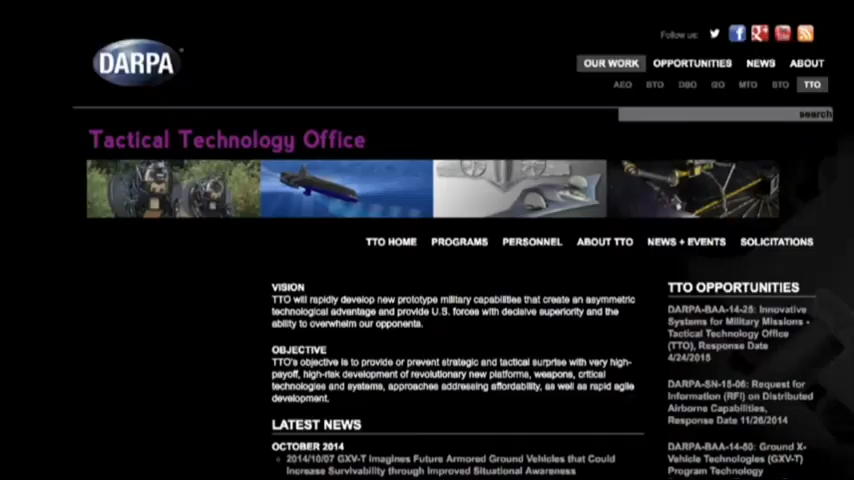 Follow us:
DARPA
OUR WORK OPPORTUNITIES NEWS ABOUT
AEO BTO DSO I2O MTO STO TTO
search
Tactical Technology Office
TTO HOME PROGRAMS PERSONNEL ABOUT TTO NEWS + EVENTS SOLICITATIONS
VISION
TTO will rapidly develop new prototype military capabilities that create an asymmetric
technological advantage and provide U.S. forces with decisive superiority and the
ability to overwhelm our opponents.
OBJECTIVE
TTO's objective is to provide or prevent strategic and tactical surprise with very high-
payoff, high-risk development of revolutionary new platforms, weapons, critical
technologies and systems, approaches addressing affordability, as well as rapid agile
development.
LATEST NEWS
OCTOBER 2014
2014/10/07 GXV-T Imagines Future Armored Ground Vehicles that Could
Increase Survivability through Improved Situational Awareness
TTO OPPORTUNITIES
DARPA-BAA-14-25: Innovative
Systems for Military Missions -
Tactical Technology Office
(TTO), Response Date
4/24/2015
DARPA-SN-15-06: Request for
Information (RFI) on Distributed
Airborne Capabilities,
Response Date 11/26/2014
DARPA-BAA-14-50: Ground X-
Vehicle Technologies (GXV-T)
Program Technology